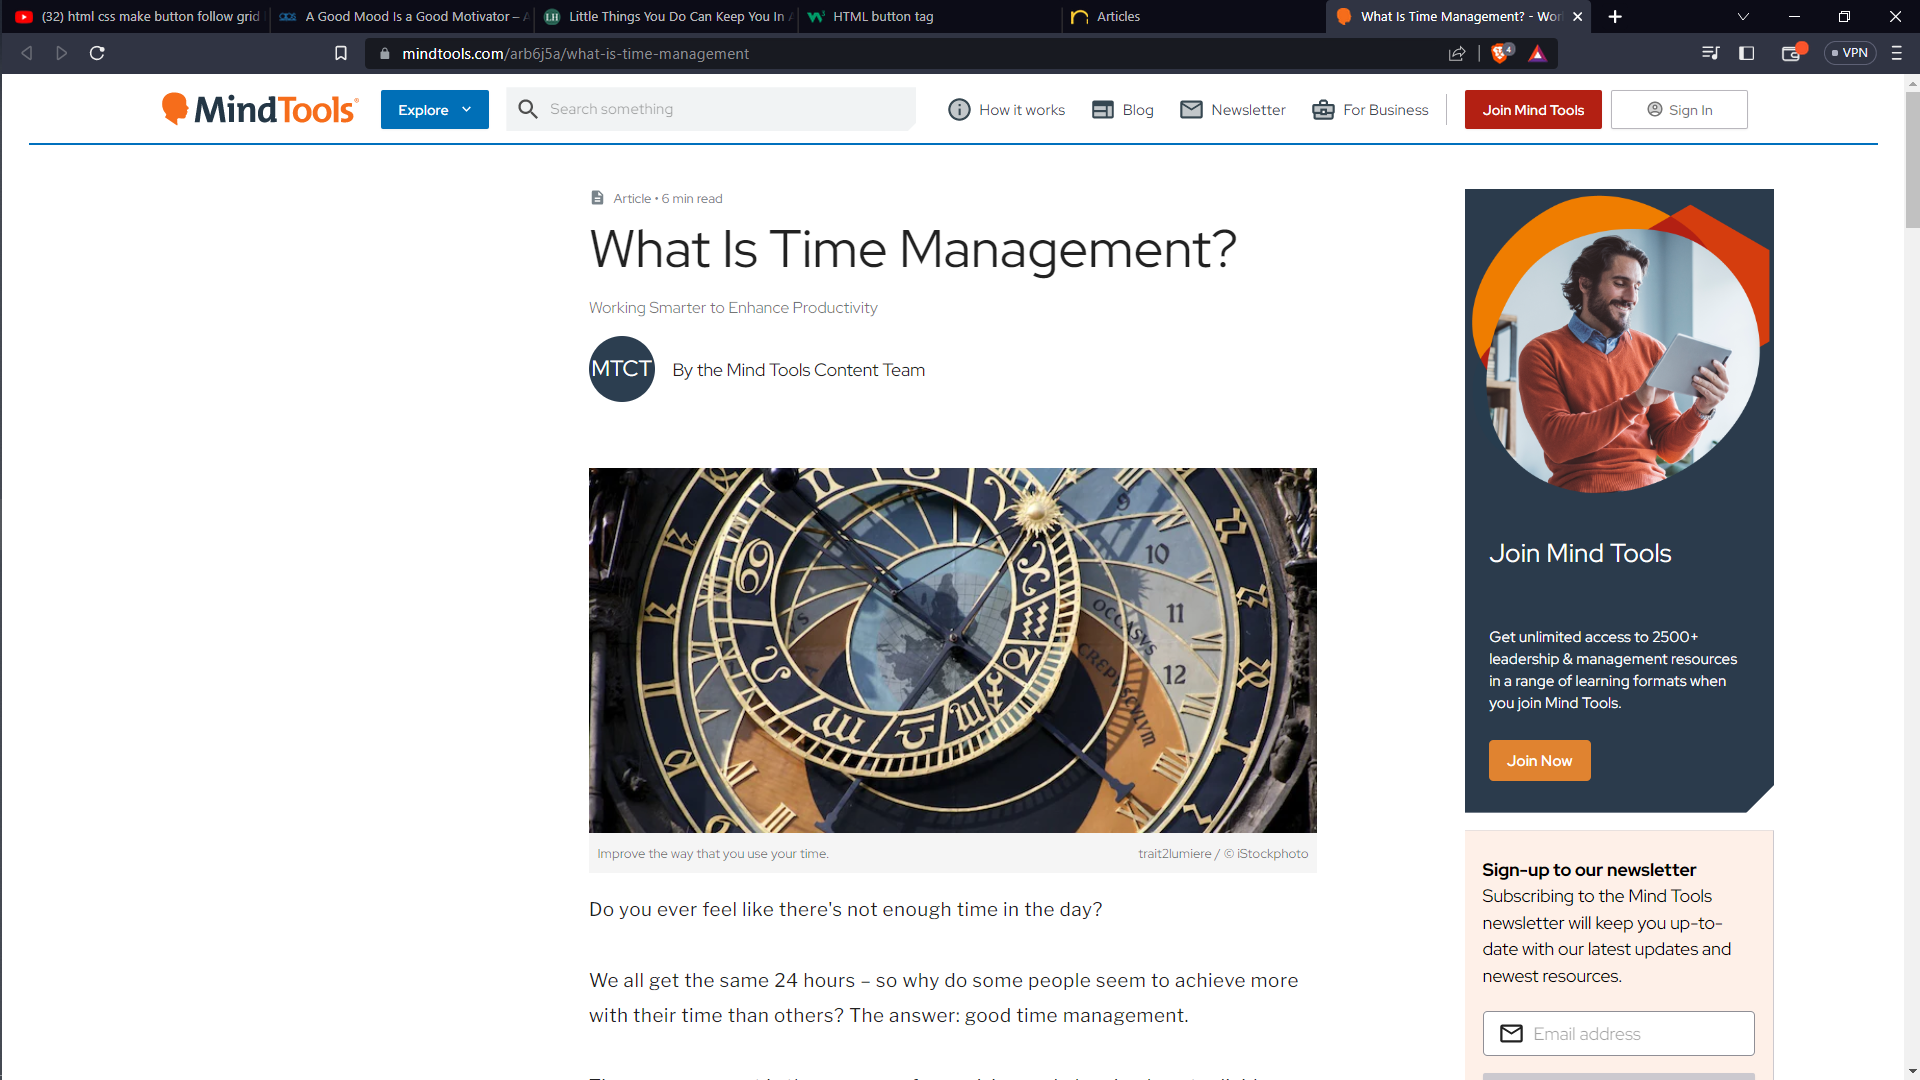 (32) html css make button follow grid
A Good Mood Is a Good Motivator –
Little Things You Do Can Keep You In
HTML button tag
Articles
What Is Time Management? - Wor
mindtools.com/arb6j5a/what-is-time-management
4
VPN
MindTools
Explore
Search something
How it works
Blog
Newsletter
For Business
Join Mind Tools
Sign In
Article • 6 min read
What Is Time Management?
Working Smarter to Enhance Productivity
MTCT
By the Mind Tools Content Team
9
10
11
12
OCCASVS
CREPVSCVLVM
Improve the way that you use your time.
trait2lumiere / © iStockphoto
Do you ever feel like there's not enough time in the day?
We all get the same 24 hours – so why do some people seem to achieve more
with their time than others? The answer: good time management.
Join Mind Tools
Get unlimited access to 2500+
leadership & management resources
in a range of learning formats when
you join Mind Tools.
Join Now
Sign-up to our newsletter
Subscribing to the Mind Tools
newsletter will keep you up-to-
date with our latest updates and
newest resources.
Email address